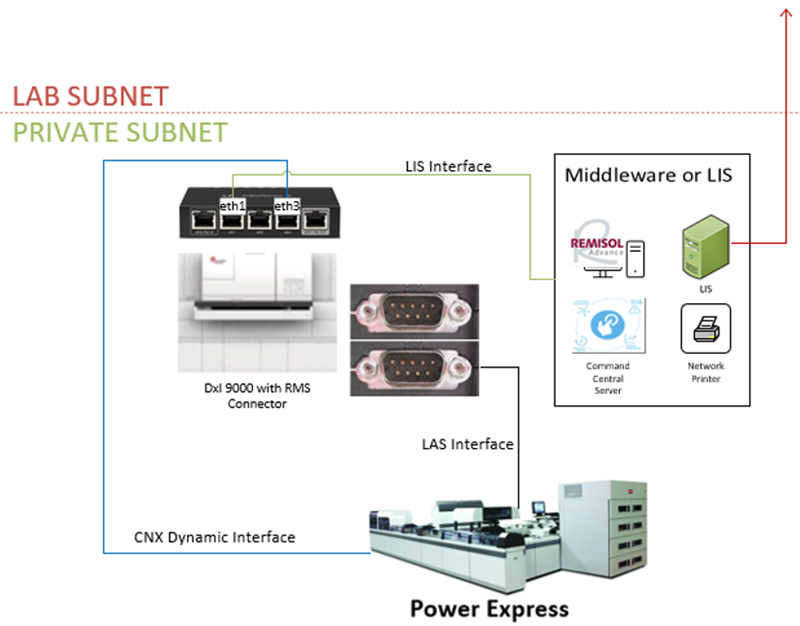 LAB SUBNET
PRIVATE SUBNET
LIS Interface
Middleware or LIS
eth1
eth3
REMISOL
Advance
LIS
DxI 9000 with RMS
Connector
Command
Central
Server
Network
Printer
LAS Interface
CNX Dynamic Interface
Power Express